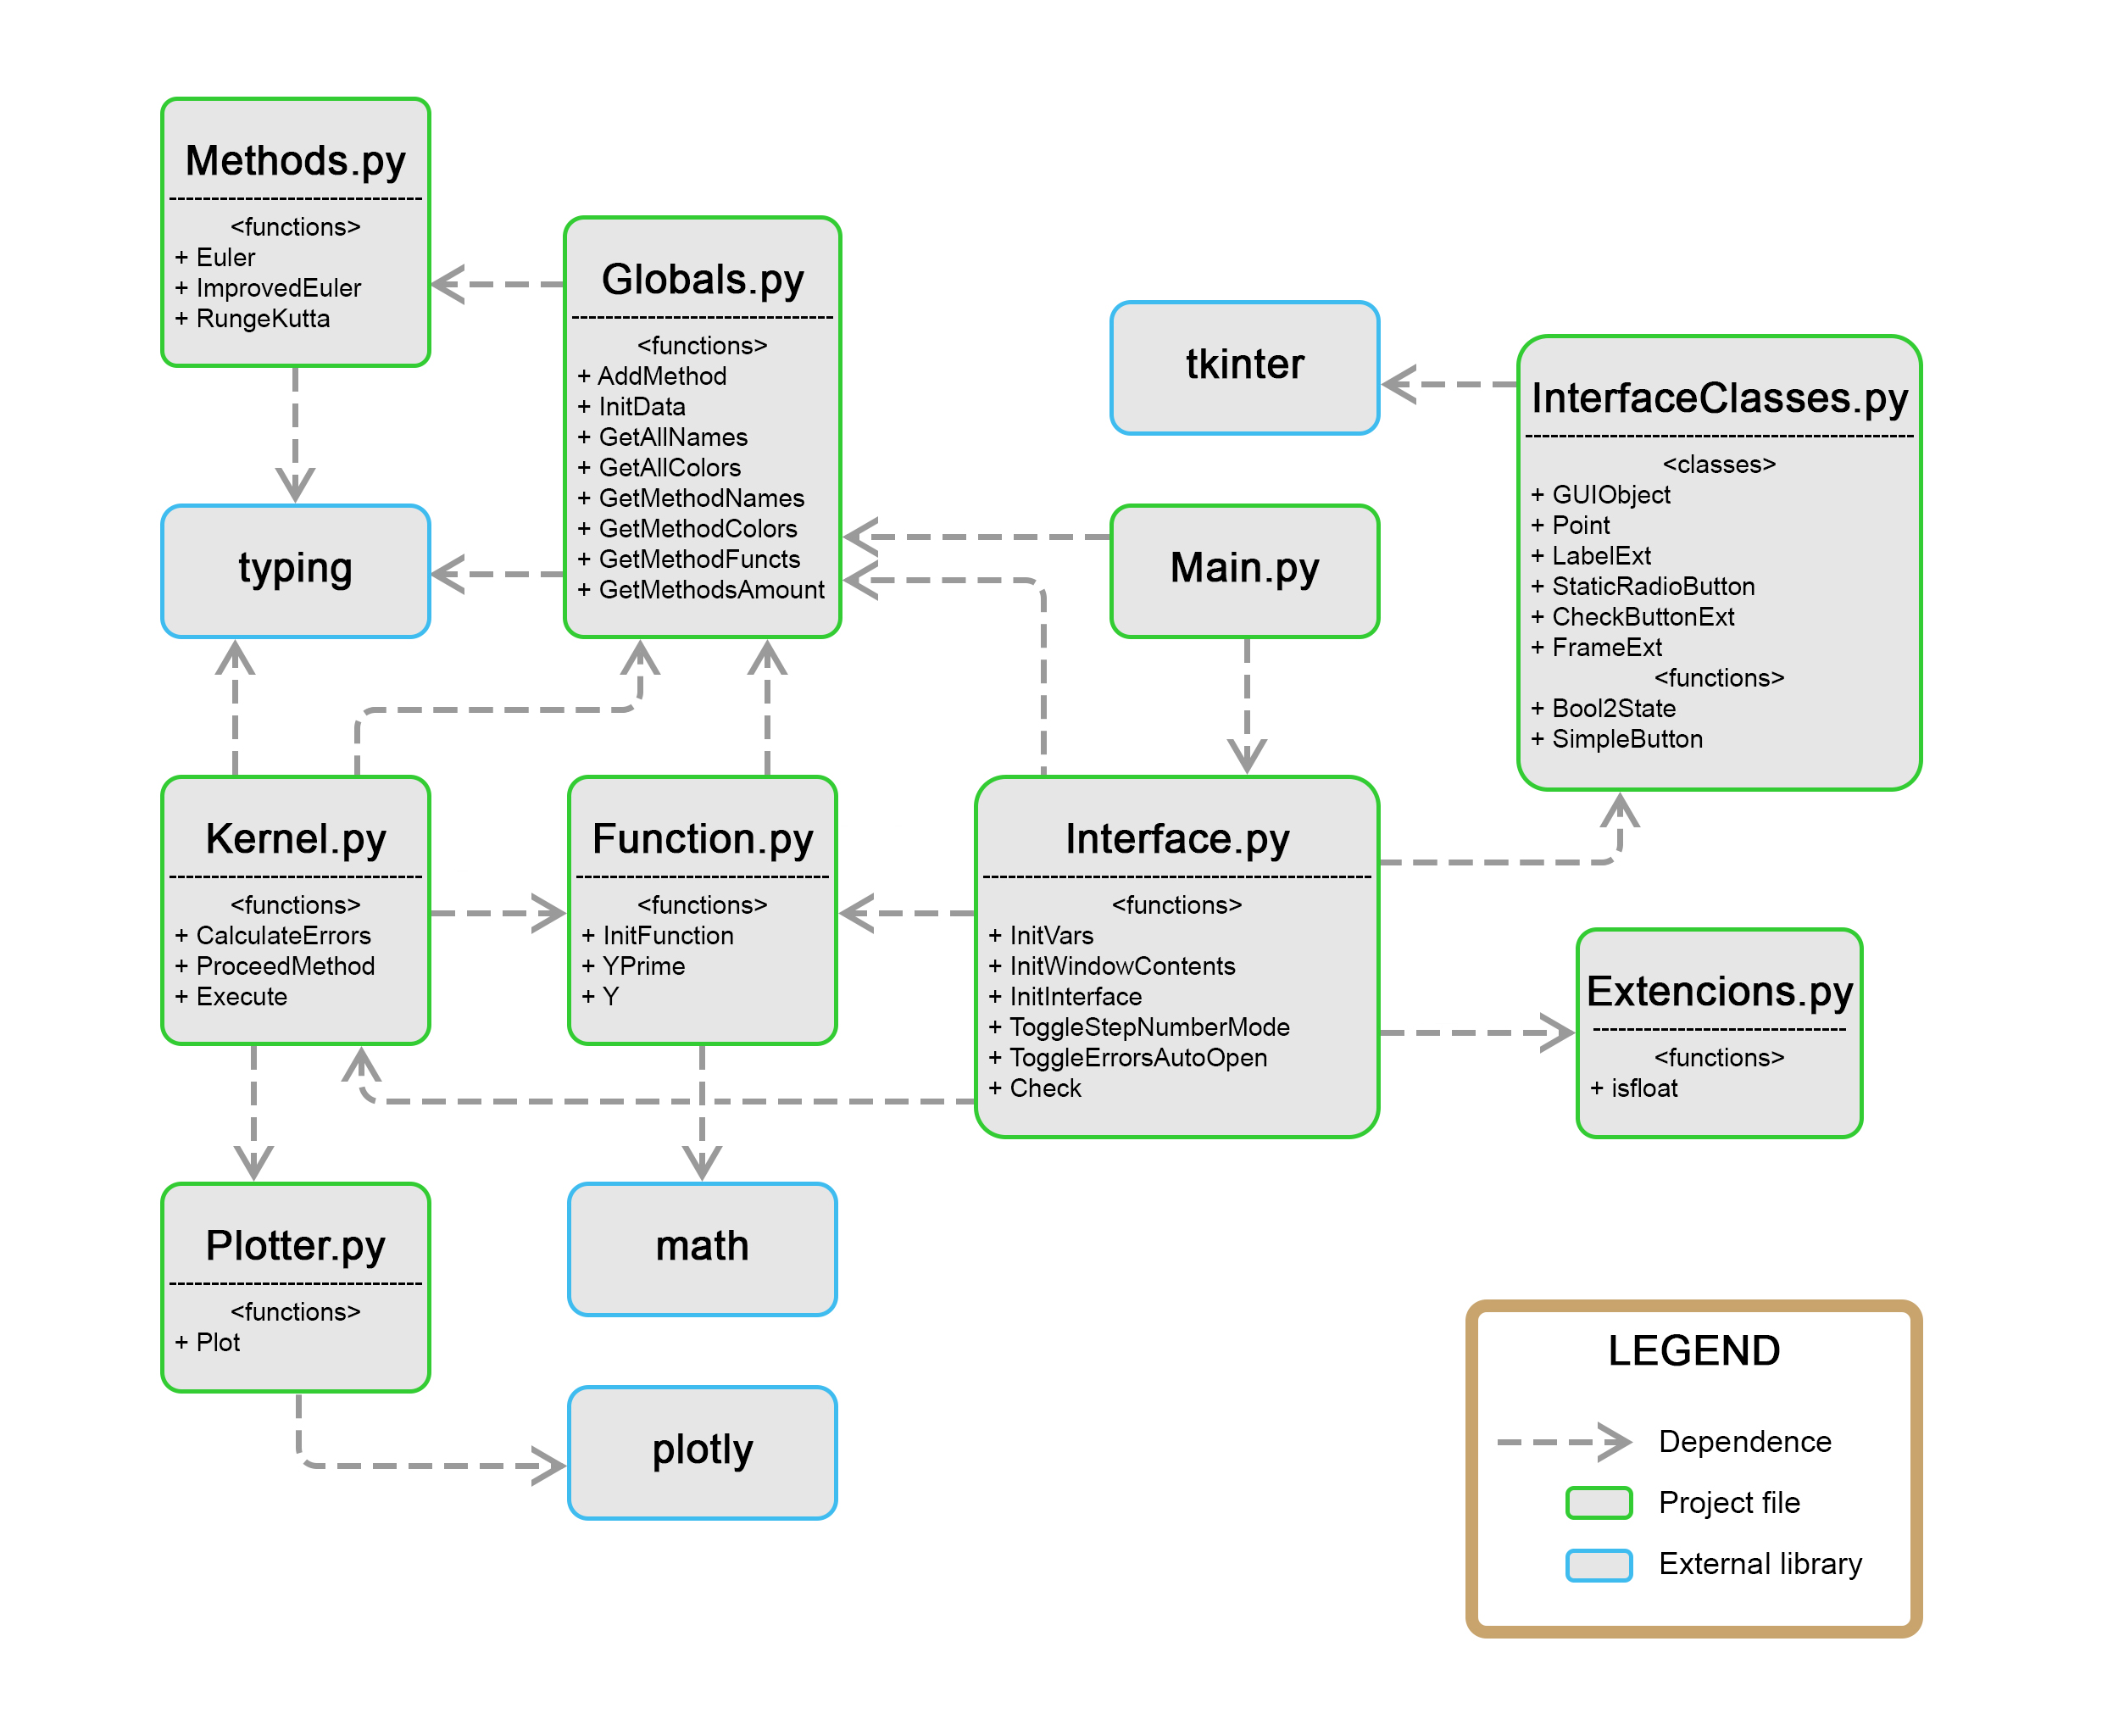 Methods.py
<functions>
+ Euler
+ ImprovedEuler
+ RungeKutta
Globals.py
<functions>
+ AddMethod
+ InitData
+ GetAllNames
+ GetAllColors
+ GetMethodNames
+ GetMethodColors
+ GetMethodFuncts
+ GetMethodsAmount
tkinter
InterfaceClasses.py
<classes>
+ GUIObject
+ Point
+ LabelExt
+ StaticRadioButton
+ CheckButtonExt
+ FrameExt
<functions>
+ Bool2State
+ SimpleButton
typing
Main.py
Kernel.py
<functions>
+ CalculateErrors
+ ProceedMethod
+ Execute
Function.py
<functions>
+ InitFunction
+ YPrime
+ Y
Interface.py
<functions>
+ InitVars
+ InitWindowContents
+ InitInterface
+ ToggleStepNumberMode
+ ToggleErrorsAutoOpen
+ Check
Extencions.py
<functions>
+ isfloat
Plotter.py
<functions>
+ Plot
math
plotly
LEGEND
Dependence
Project file
External library